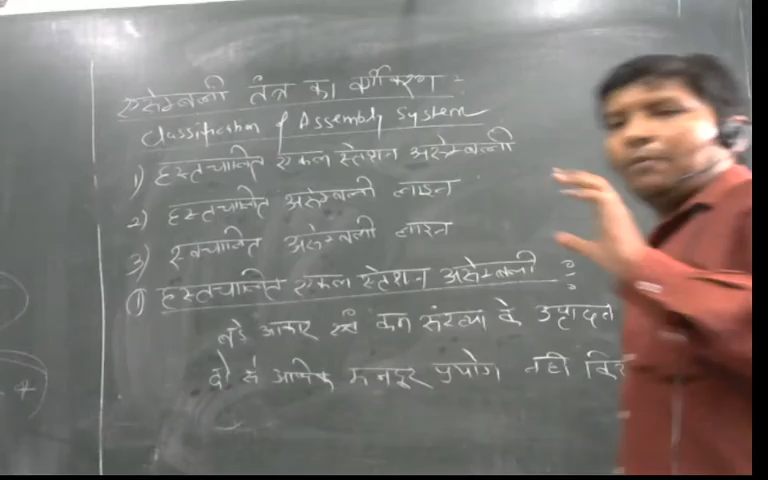 एसेम्बली तंत्र का वर्गीकरण :-
Classification of Assembly System
1) हस्तचालित एकल स्टेशन असेम्बली
2) हस्तचालित असेम्बली लाइन
3) स्वचालित असेम्बली लाइन
① हस्तचालित एकल स्टेशन असेम्बली :-
बड़े आकार एवं कम संख्या के उत्पादन
दो से अधिक मजदूर प्रयोग नही